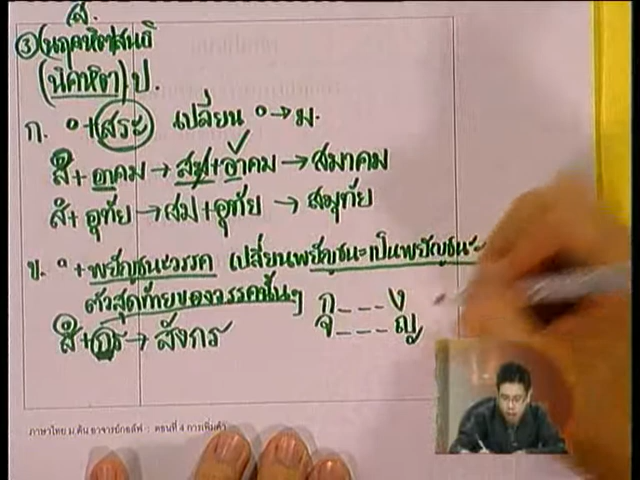 ส.
③ (นฤคหิตสนธิ
(นิคหิต) ป.
ก. ํ + (สระ) เปลี่ยน ํ → ม.
สํ + อาคม → สม + อาคม → สมาคม
สํ + อุทัย → สม + อุทัย → สมุทัย
ข. ํ + พยัญชนะวรรค เปลี่ยนพยัญชนะเป็นพยัญชนะ
ตัวสุดท้ายของวรรคนั้นๆ
ก _ _ _ ง
สํ + กร → สังกร
จ _ _ _ ญ
ภาษาไทย ม.ต้น อาจารย์กอล์ฟ : ตอนที่ 4 การเพิ่มคำ